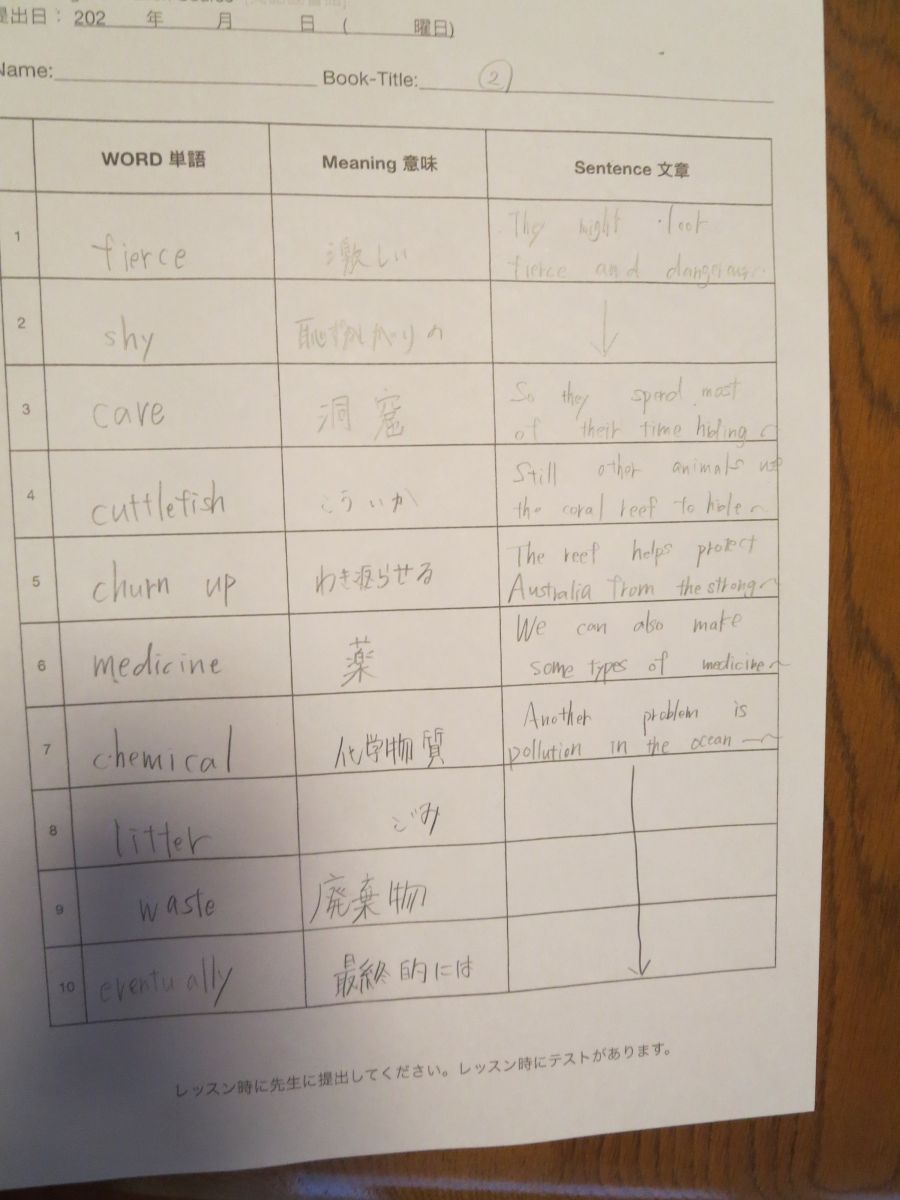 提出日： 202 年 月 日 ( 曜日)
Name: Book-Title: ②
WORD 単語 Meaning 意味 Sentence 文章
1 fierce 激しい They might look
fierce and dangerous~
2 shy 恥ずかしがりの ↓
3 cave 洞窟 So they spend most
of their time hiding ~
4 cuttlefish こういか Still other animals use
the coral reef to hide ~
5 churn up わき返らせる The reef helps protect
Australia from the strong~
6 medicine 薬 We can also make
some types of medicine~
7 chemical 化学物質 Another problem is
pollution in the ocean ~
8 litter ごみ
9 waste 廃棄物
10 eventually 最終的には
レッスン時に先生に提出してください。レッスン時にテストがあります。